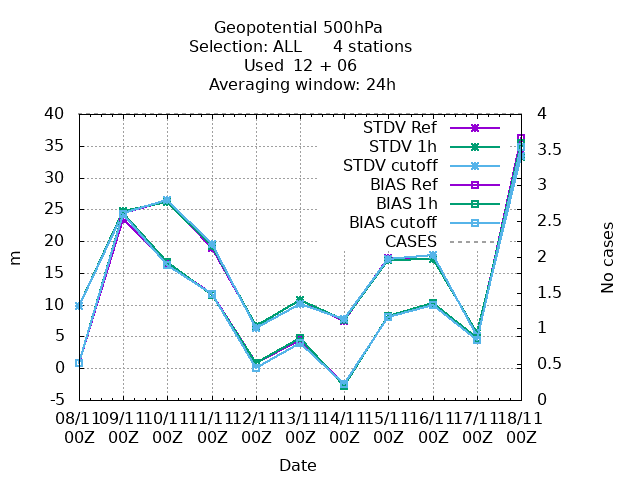 Geopotential 500hPa
Selection: ALL 4 stations
Used 12 + 06
Averaging window: 24h
40
35
30
25
20
15
10
5
0
-5
m
4
3.5
3
2.5
2
1.5
1
0.5
0
No cases
STDV Ref
STDV 1h
STDV cutoff
BIAS Ref
BIAS 1h
BIAS cutoff
CASES
08/11 09/11 10/11 11/11 12/11 13/11 14/11 15/11 16/11 17/11 18/11
00Z 00Z 00Z 00Z 00Z 00Z 00Z 00Z 00Z 00Z 00Z
Date